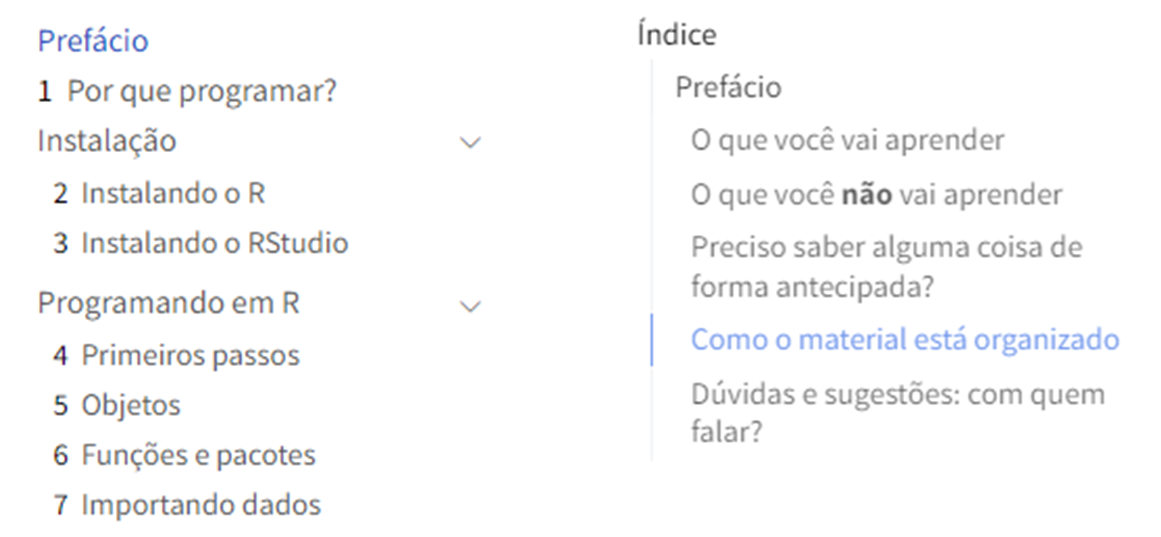 Prefácio
1 Por que programar?
Instalação
2 Instalando o R
3 Instalando o RStudio
Programando em R
4 Primeiros passos
5 Objetos
6 Funções e pacotes
7 Importando dados
Índice
Prefácio
O que você vai aprender
O que você não vai aprender
Preciso saber alguma coisa de
forma antecipada?
Como o material está organizado
Dúvidas e sugestões: com quem
falar?